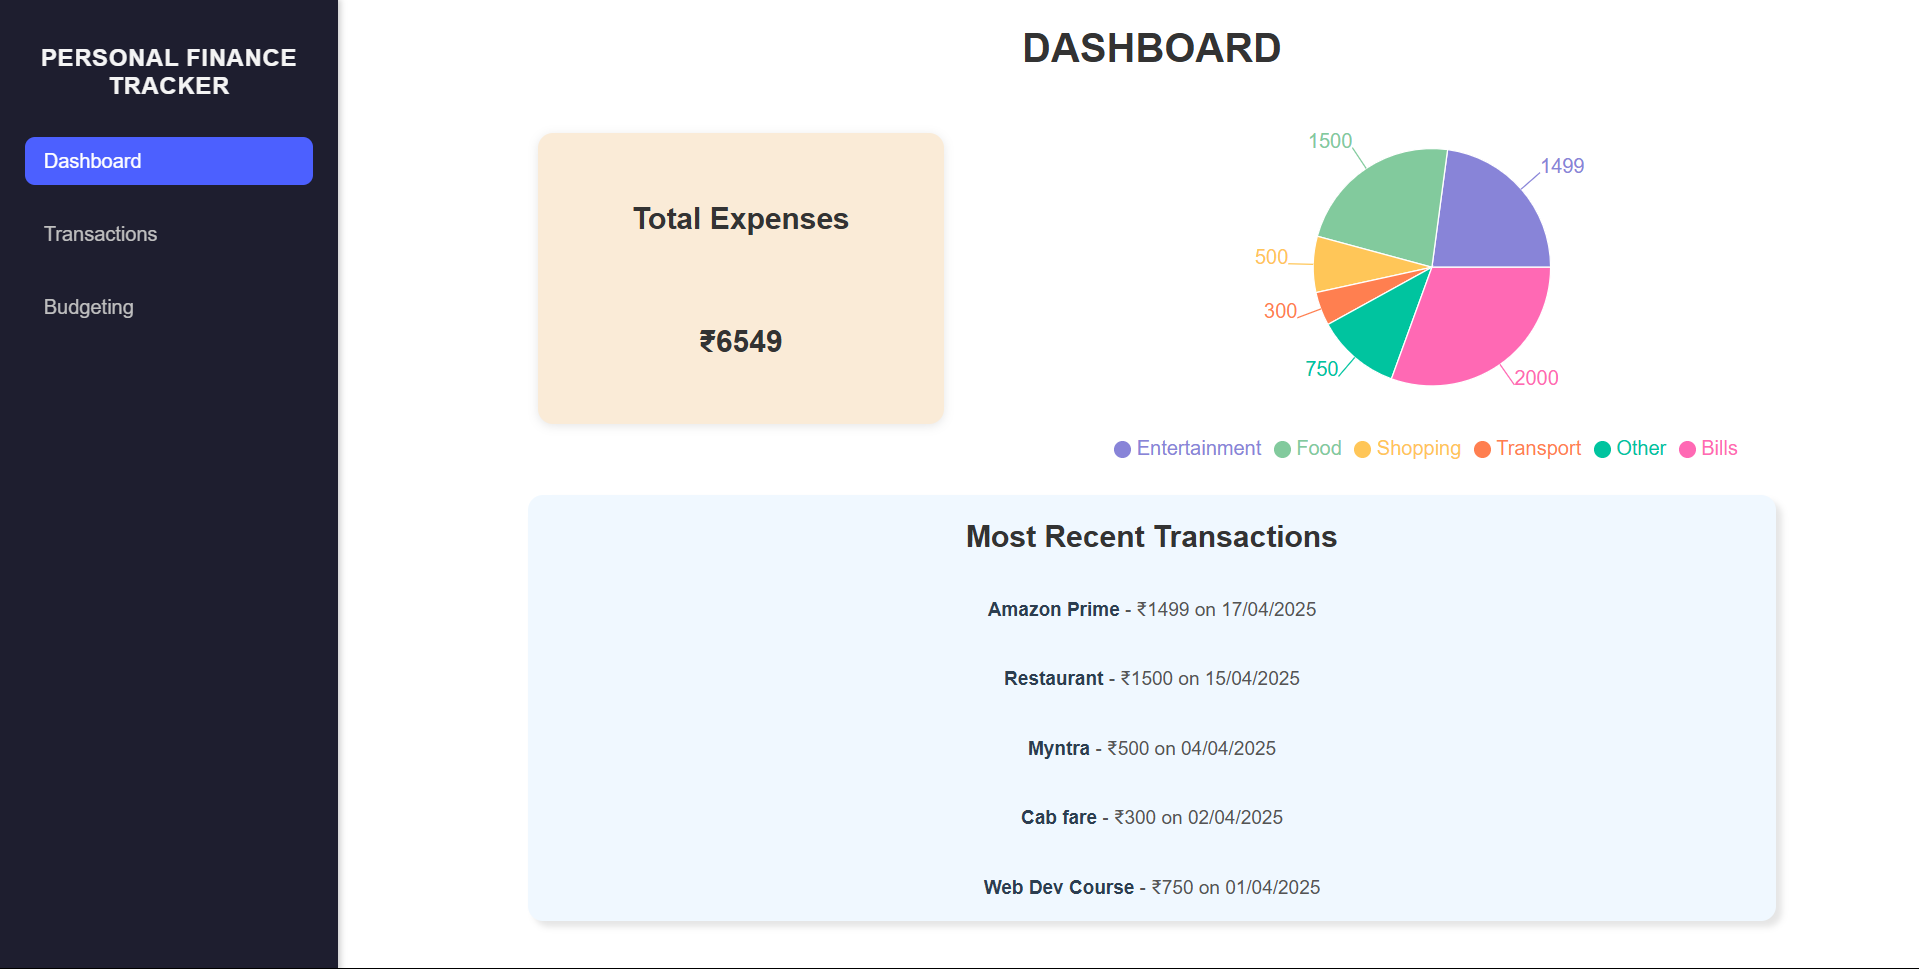 PERSONAL FINANCE
TRACKER
Dashboard
Transactions
Budgeting
DASHBOARD
Total Expenses
₹6549
1500
1499
500
300
750
2000
Entertainment Food Shopping Transport Other Bills
Most Recent Transactions
Amazon Prime - ₹1499 on 17/04/2025
Restaurant - ₹1500 on 15/04/2025
Myntra - ₹500 on 04/04/2025
Cab fare - ₹300 on 02/04/2025
Web Dev Course - ₹750 on 01/04/2025